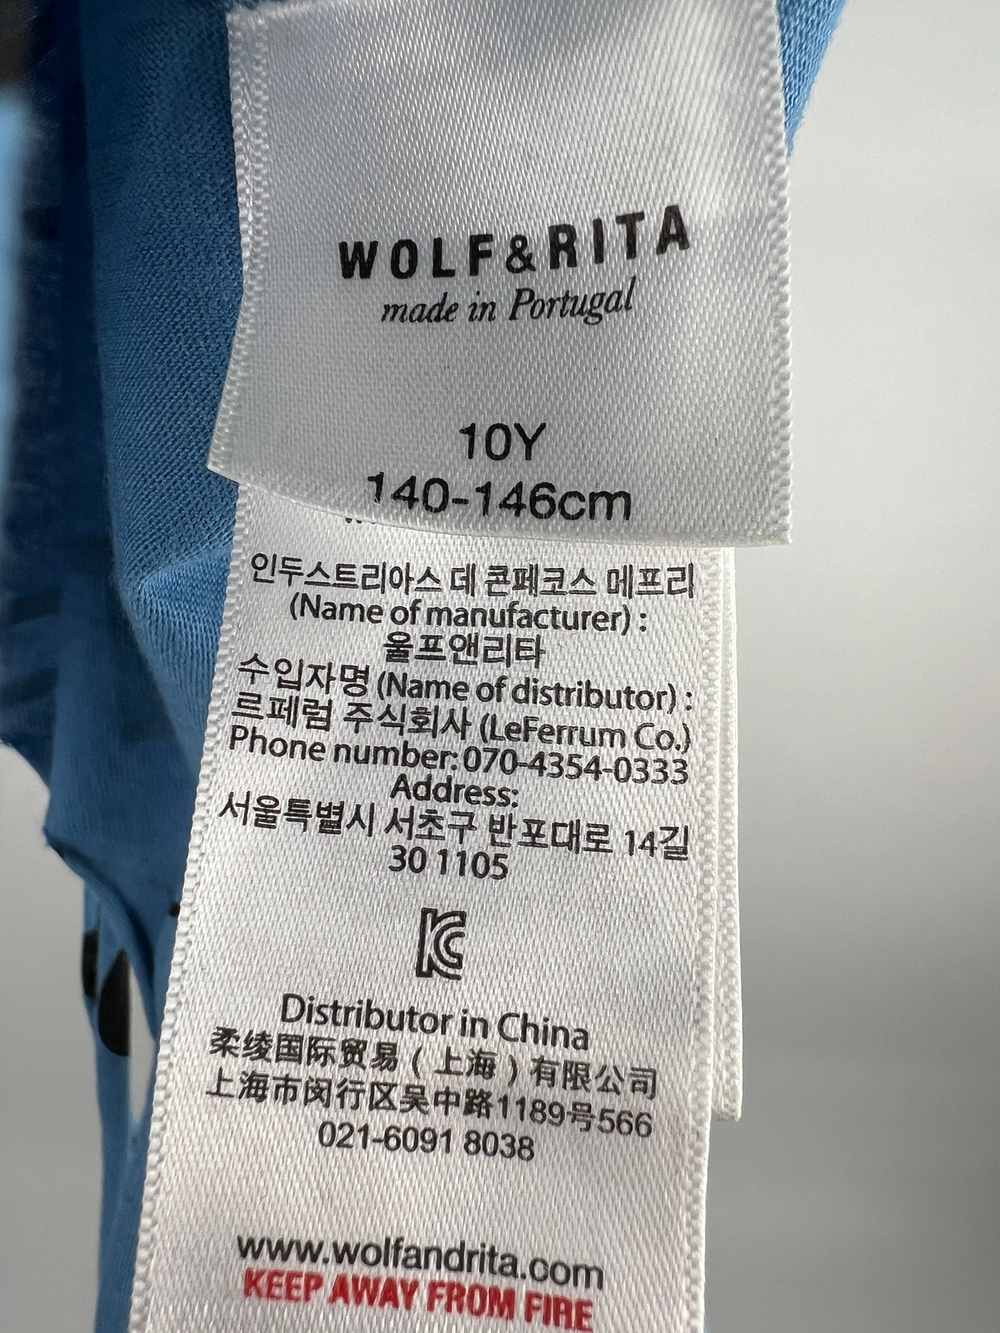 WOLF&RITA
made in Portugal
10Y
140-146cm
인두스트리아스 데 콘페코스 메프리
(Name of manufacturer) :
울프앤리타
수입자명 (Name of distributor) :
르페럼 주식회사 (LeFerrum Co.)
Phone number:070-4354-0333
Address:
서울특별시 서초구 반포대로 14길
30 1105
KC
Distributor in China
柔绫国际贸易（上海）有限公司
上海市闵行区吴中路1189号566
021-6091 8038
www.wolfandrita.com
KEEP AWAY FROM FIRE